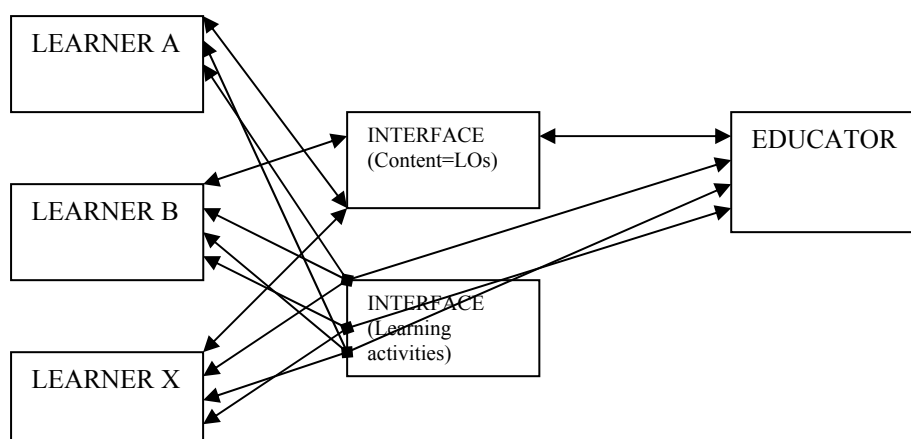 LEARNER A
INTERFACE
(Content=LOs)
EDUCATOR
LEARNER B
INTERFACE
(Learning
activities)
LEARNER X